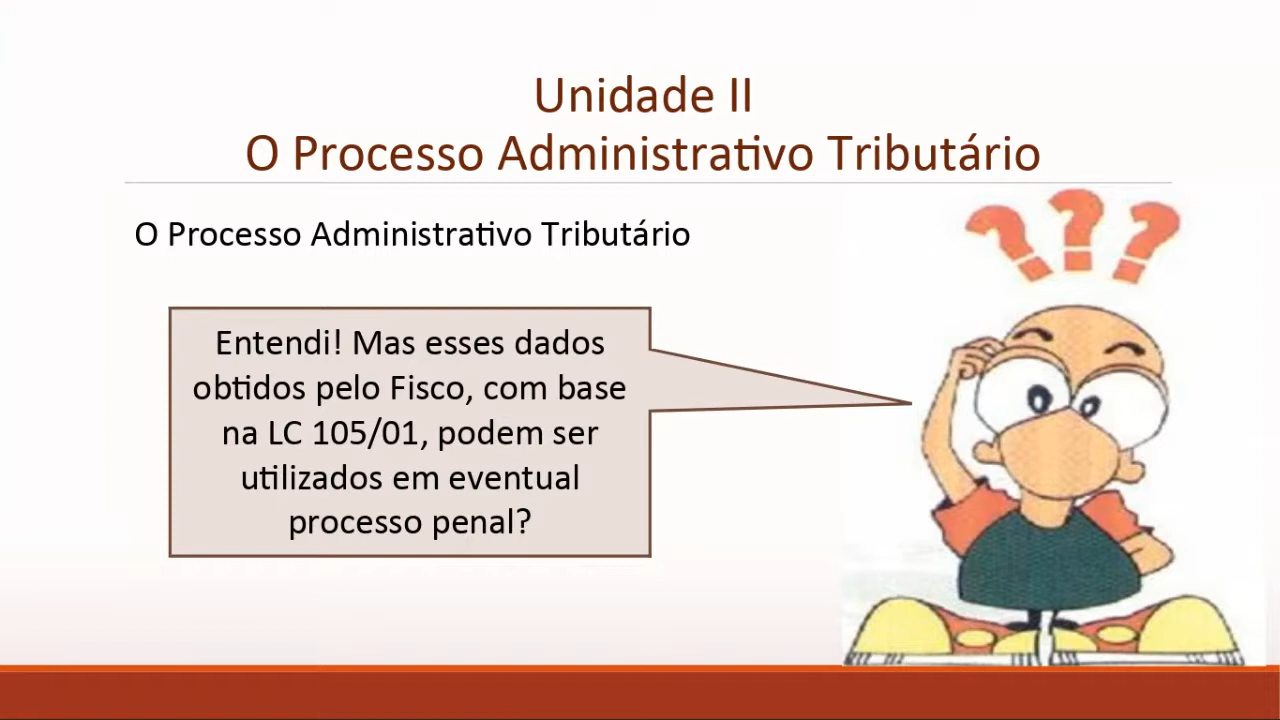 Unidade II
O Processo Administrativo Tributário
O Processo Administrativo Tributário
???
Entendi! Mas esses dados
obtidos pelo Fisco, com base
na LC 105/01, podem ser
utilizados em eventual
processo penal?